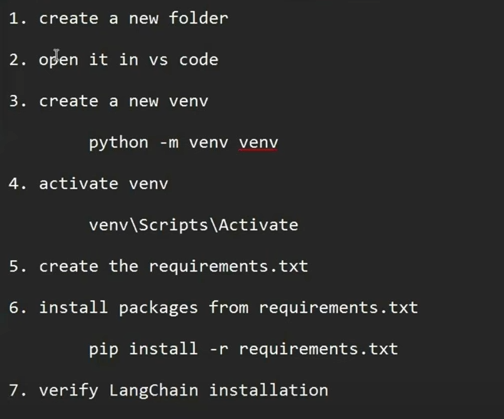 1. create a new folder
2. open it in vs code
3. create a new venv
python -m venv venv
4. activate venv
venv\Scripts\Activate
5. create the requirements.txt
6. install packages from requirements.txt
pip install -r requirements.txt
7. verify LangChain installation